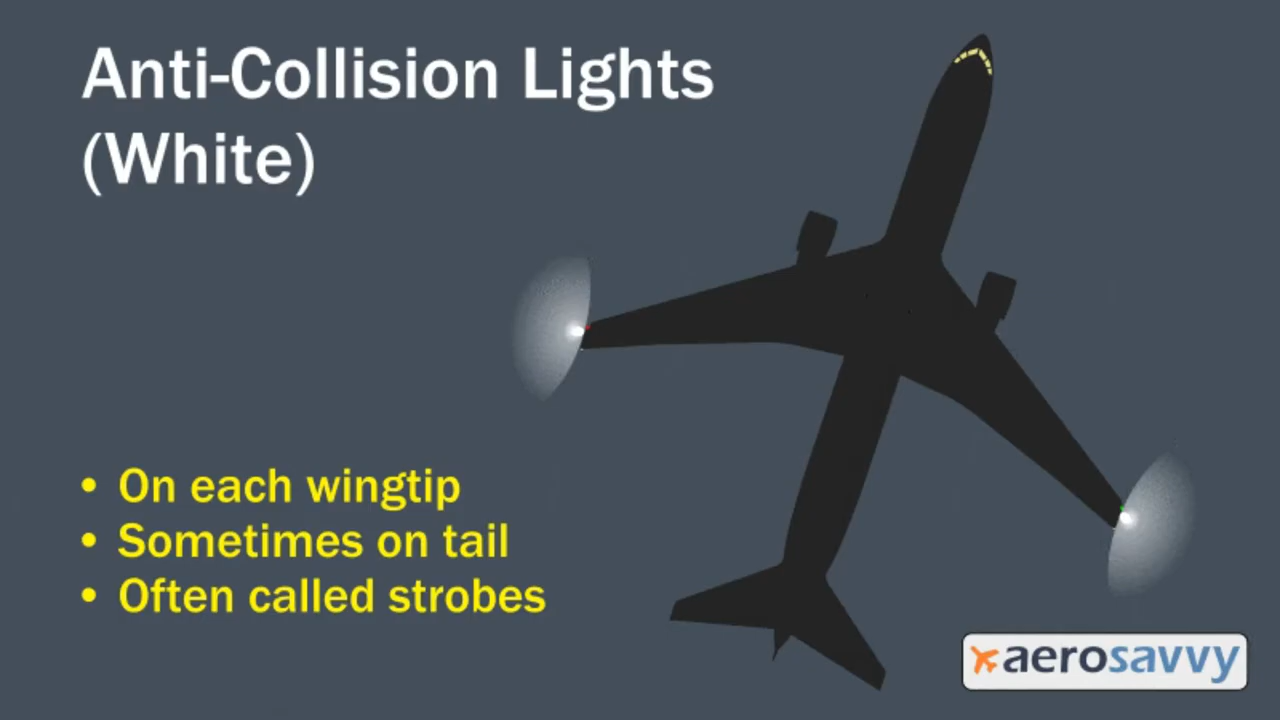 Anti-Collision Lights
(White)
• On each wingtip
• Sometimes on tail
• Often called strobes
aerosavvy